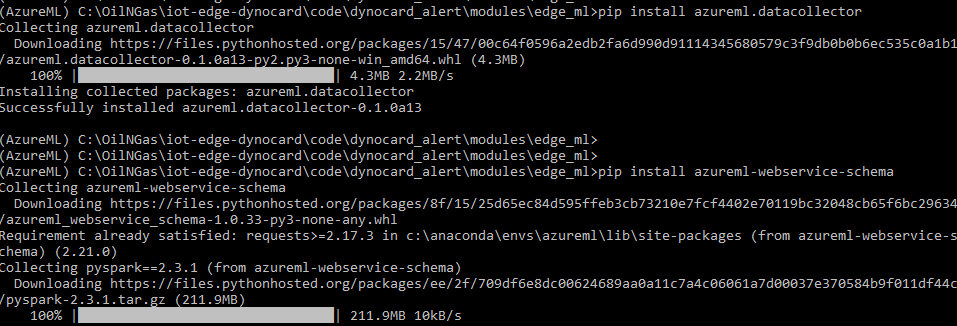 (AzureML) C:\OilNGas\iot-edge-dynocard\code\dynocard_alert\modules\edge_ml>pip install azureml.datacollector
Collecting azureml.datacollector
  Downloading https://files.pythonhosted.org/packages/15/47/00c64f0596a2edb2fa6d990d91114345680579c3f9db0b0b6ec535c0a1b1
/azureml.datacollector-0.1.0a13-py2.py3-none-win_amd64.whl (4.3MB)
    100% |████████████████████████████████| 4.3MB 2.2MB/s
Installing collected packages: azureml.datacollector
Successfully installed azureml.datacollector-0.1.0a13
(AzureML) C:\OilNGas\iot-edge-dynocard\code\dynocard_alert\modules\edge_ml>
(AzureML) C:\OilNGas\iot-edge-dynocard\code\dynocard_alert\modules\edge_ml>
(AzureML) C:\OilNGas\iot-edge-dynocard\code\dynocard_alert\modules\edge_ml>pip install azureml-webservice-schema
Collecting azureml-webservice-schema
  Downloading https://files.pythonhosted.org/packages/8f/15/25d65ec84d595ffeb3cb73210e7fcf4402e70119bc32048cb65f6bc29634
/azureml_webservice_schema-1.0.33-py3-none-any.whl
Requirement already satisfied: requests>=2.17.3 in c:\anaconda\envs\azureml\lib\site-packages (from azureml-webservice-s
chema) (2.21.0)
Collecting pyspark==2.3.1 (from azureml-webservice-schema)
  Downloading https://files.pythonhosted.org/packages/ee/2f/709df6e8dc00624689aa0a11c7a4c06061a7d00037e370584b9f011df44c
/pyspark-2.3.1.tar.gz (211.9MB)
    100% |████████████████████████████████| 211.9MB 10kB/s